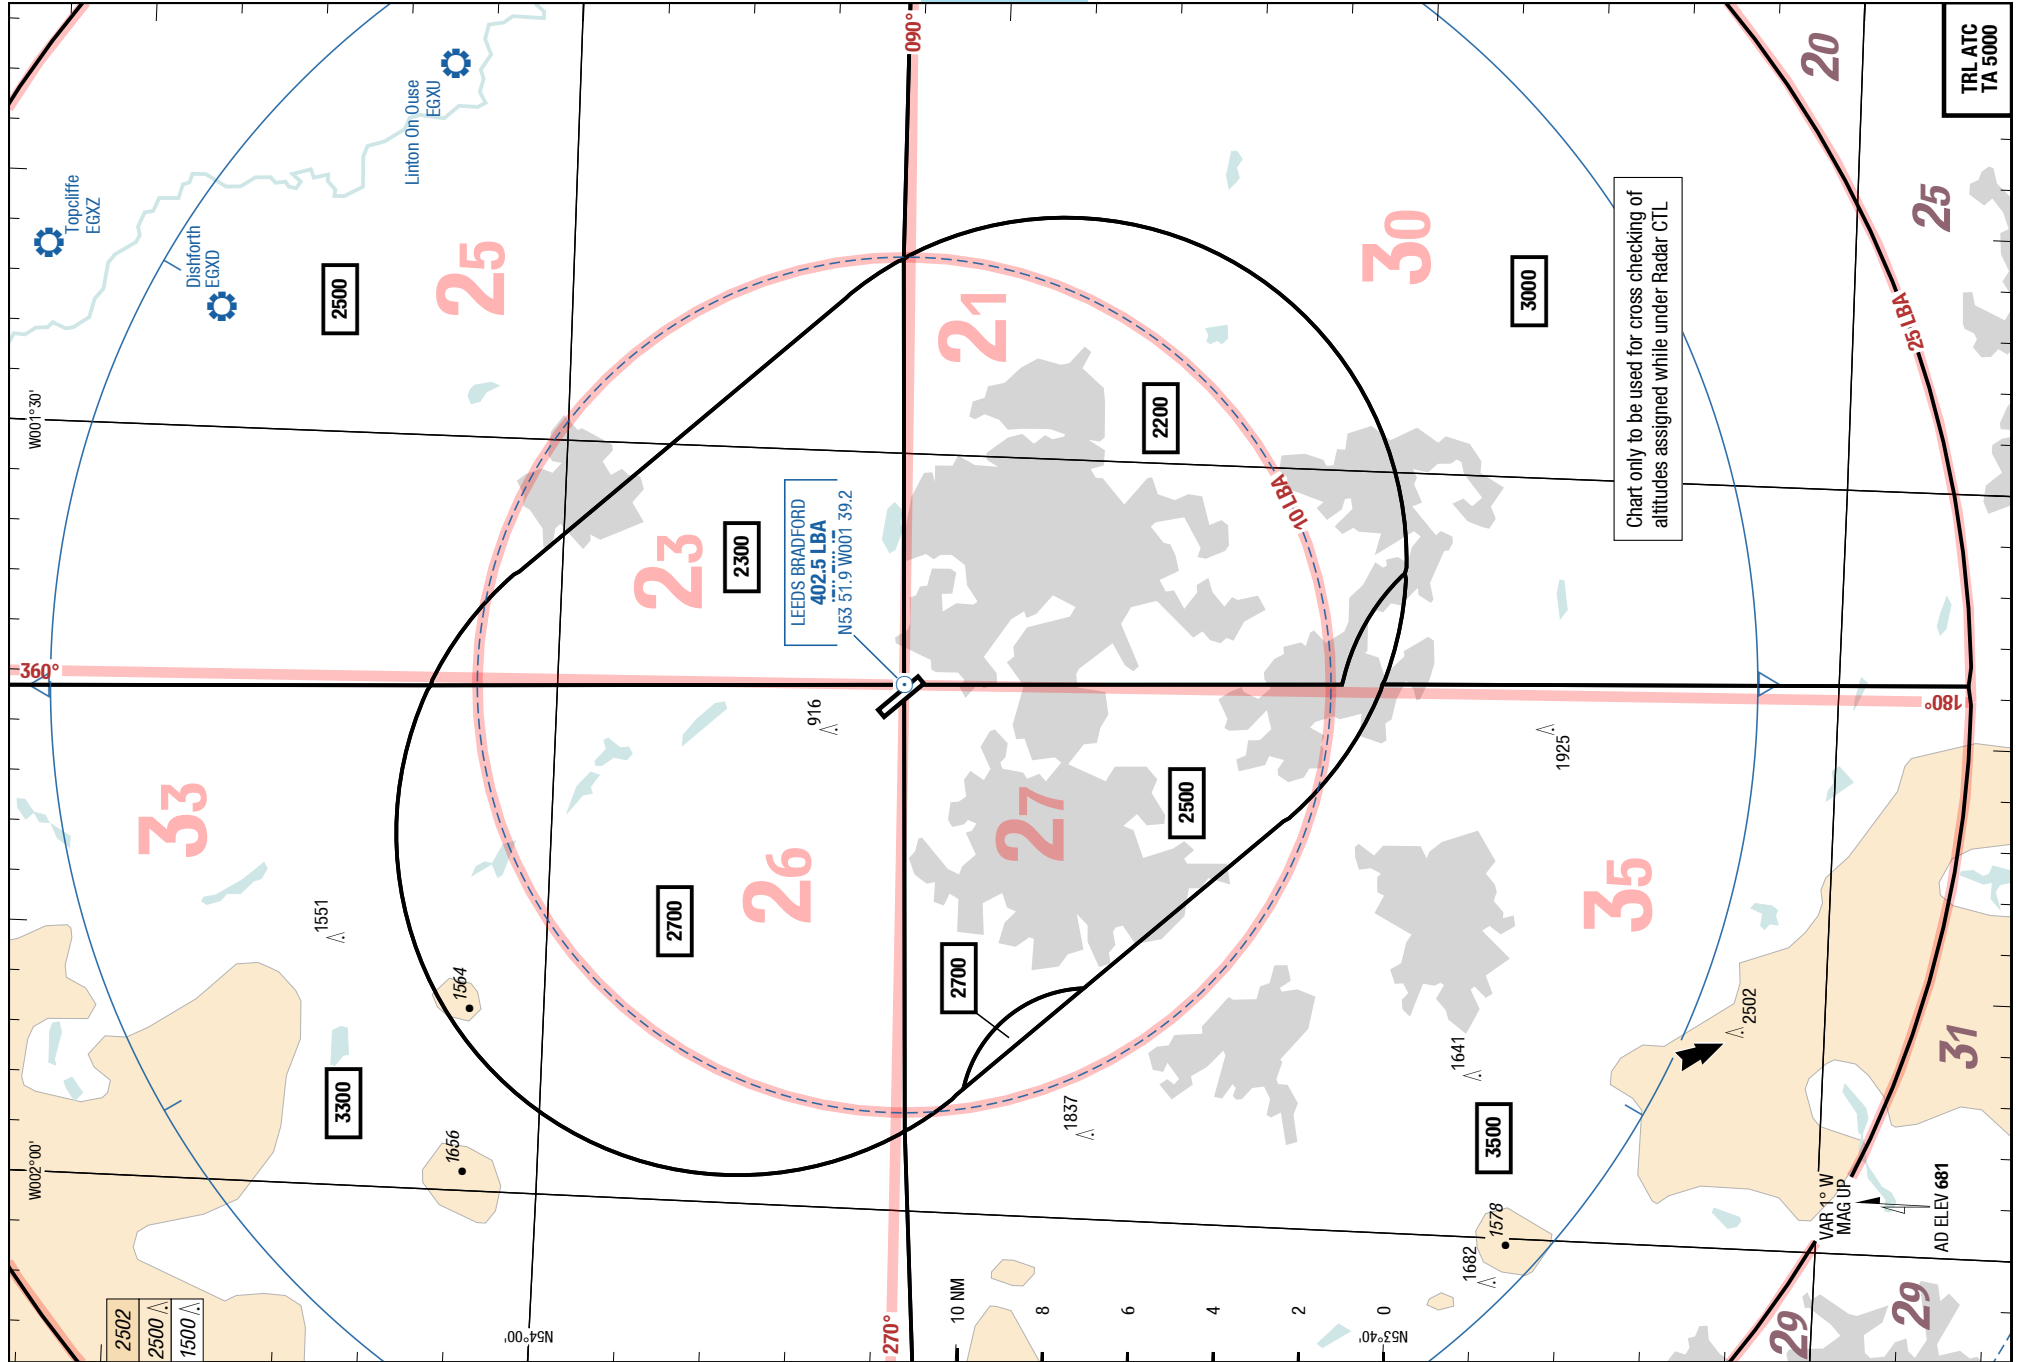 TRL ATC
TA 5000
Chart only to be used for cross checking of
altitudes assigned while under Radar CTL
LEEDS BRADFORD
402.5 LBA
N53 51.9 W001 39.2
Topcliffe
EGXZ
Dishforth
EGXD
Linton On Ouse
EGXU
W001°30'
W002°00'
N54°00'
N53°40'
360°
090°
180°
270°
10 LBA
25 LBA
2500
25
2300
23
21
2200
30
3000
20
25
33
3300
26
2700
27
2500
2700
35
3500
31
29
29
916
1551
1564
1656
1837
1925
1641
2502
1578
1682
2502
2500
1500
10 NM
8
6
4
2
0
VAR 1° W
MAG UP
AD ELEV 681